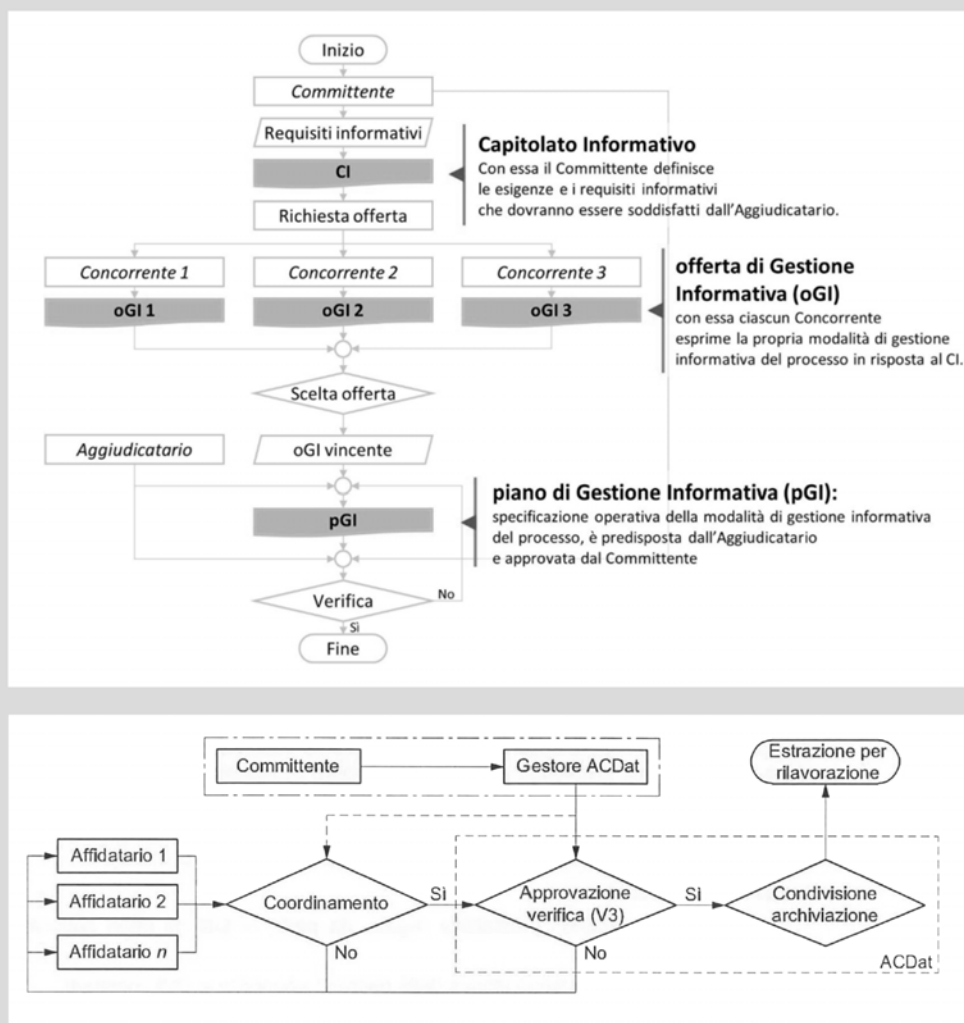 Inizio
Committente
Requisiti informativi
CI
Richiesta offerta
Capitolato Informativo
Con essa il Committente definisce
le esigenze e i requisiti informativi
che dovranno essere soddisfatti dall'Aggiudicatario.
Concorrente 1
Concorrente 2
Concorrente 3
oGI 1
oGI 2
oGI 3
offerta di Gestione
Informativa (oGI)
con essa ciascun Concorrente
esprime la propria modalità di gestione
informativa del processo in risposta al CI.
Scelta offerta
Aggiudicatario
oGI vincente
pGI
piano di Gestione Informativa (pGI):
specificazione operativa della modalità di gestione informativa
del processo, è predisposta dall'Aggiudicatario
e approvata dal Committente
Verifica
No
Sì
Fine
Committente
Gestore ACDat
Estrazione per
rilavorazione
Affidatario 1
Affidatario 2
Affidatario n
Coordinamento
Sì
No
Approvazione
verifica (V3)
Sì
No
Condivisione
archiviazione
ACDat